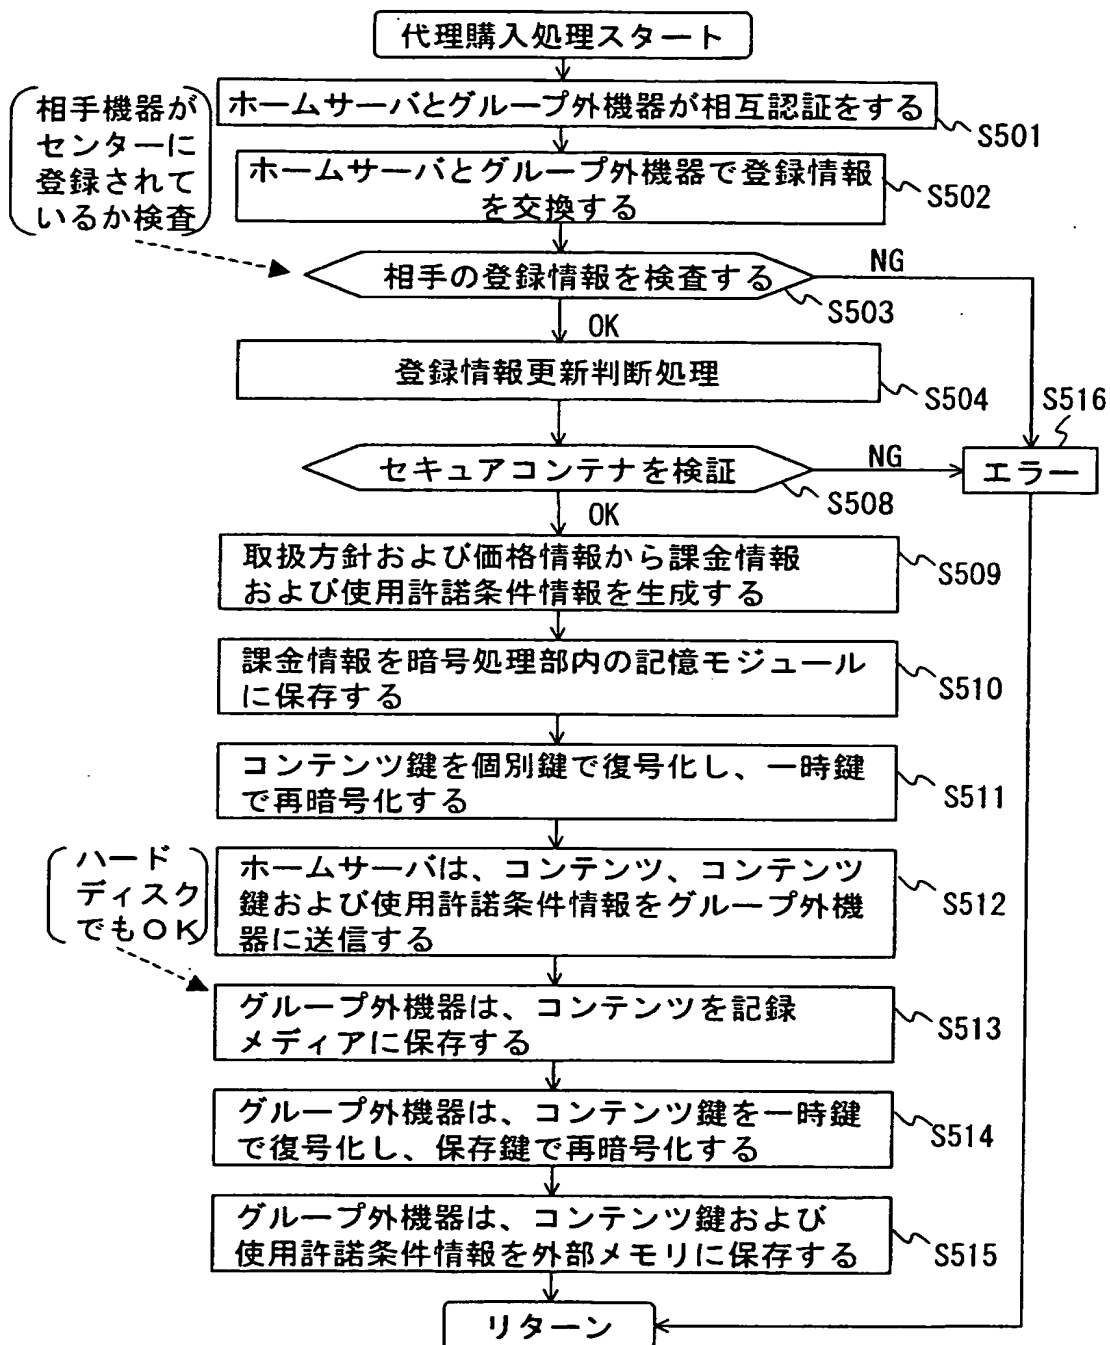 代理購入処理スタート
ホームサーバとグループ外機器が相互認証をする
S501
相手機器が
センターに
登録されて
いるか検査
ホームサーバとグループ外機器で登録情報
を交換する
S502
相手の登録情報を検査する
NG
S503
OK
登録情報更新判断処理
S504
S516
セキュアコンテナを検証
NG
エラー
S508
OK
取扱方針および価格情報から課金情報
および使用許諾条件情報を生成する
S509
課金情報を暗号処理部内の記憶モジュール
に保存する
S510
コンテンツ鍵を個別鍵で復号化し、一時鍵
で再暗号化する
S511
ハード
ディスク
でもOK
ホームサーバは、コンテンツ、コンテンツ
鍵および使用許諾条件情報をグループ外機
器に送信する
S512
グループ外機器は、コンテンツを記録
メディアに保存する
S513
グループ外機器は、コンテンツ鍵を一時鍵
で復号化し、保存鍵で再暗号化する
S514
グループ外機器は、コンテンツ鍵および
使用許諾条件情報を外部メモリに保存する
S515
リターン